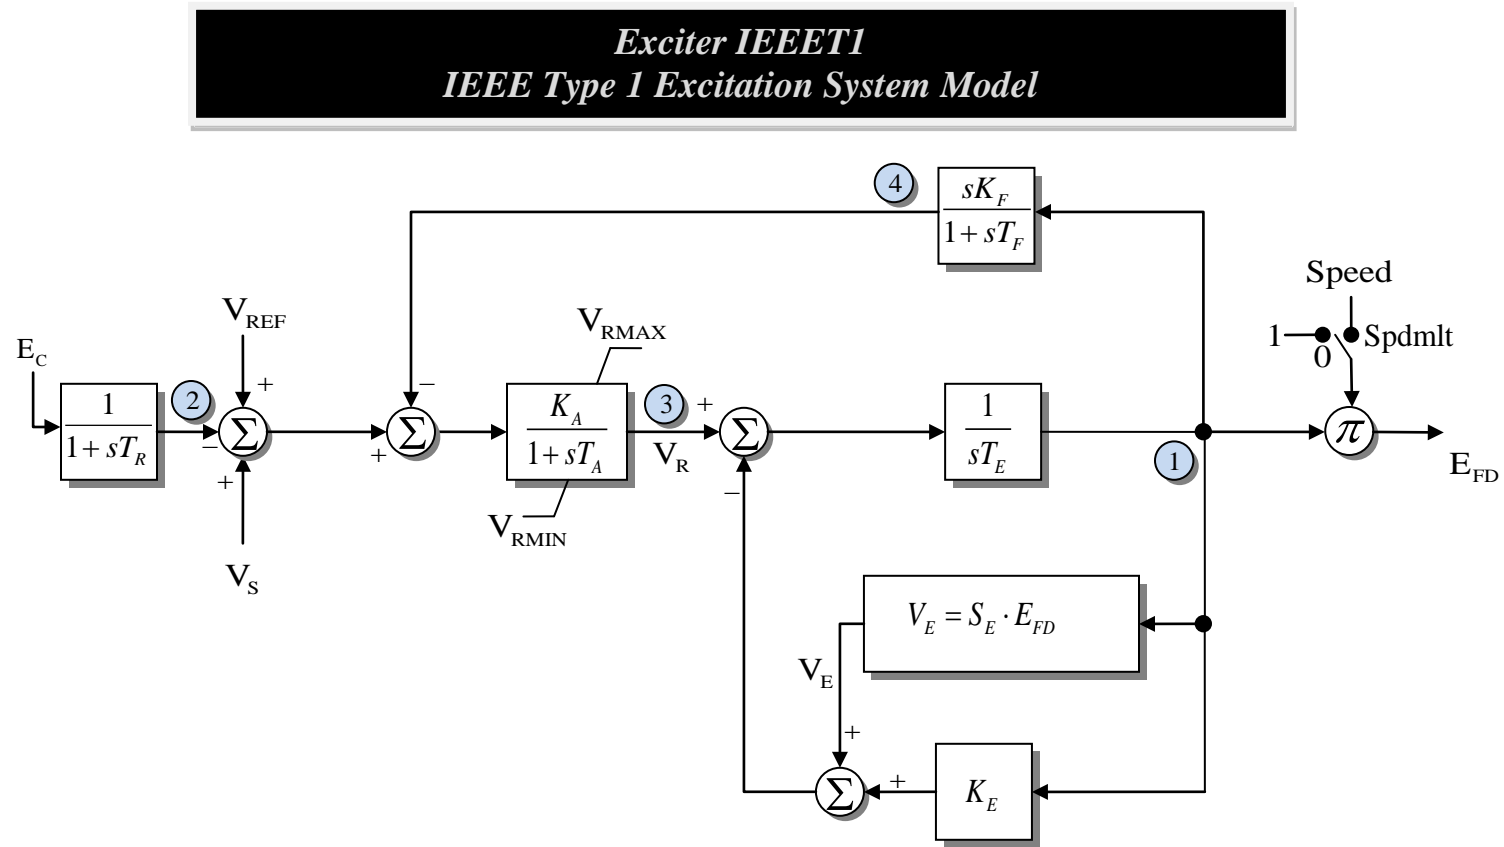 Exciter IEEET1
IEEE Type 1 Excitation System Model
4
sK_F
1 + sT_F
Speed
1
0
Spdmlt
V_REF
+
V_RMAX
E_C
1
1 + sT_R
2
−
Σ
+
V_S
−
Σ
+
K_A
1 + sT_A
V_RMIN
3
V_R
+
Σ
−
1
sT_E
1
π
E_FD
V_E = S_E · E_FD
V_E
+
Σ
+
K_E